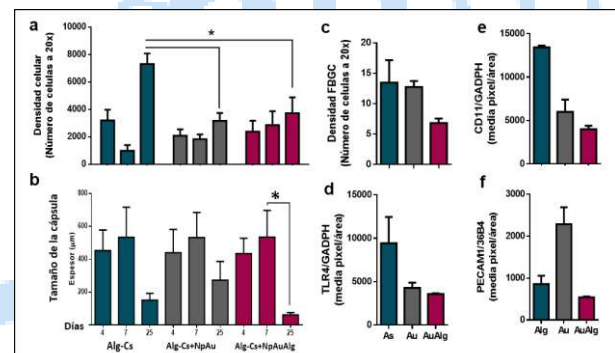 a
Densidad celular
(Número de celulas a 20x)
10000
8000
6000
4000
2000
0
*
b
Tamaño de la cápsula
Espesor (µm)
800
600
400
200
*
Días
4 7 25 4 7 25 4 7 25
Alg-Cs Alg-Cs+NpAu Alg-Cs+NpAuAlg
c
Densidad FBGC
(Número de celulas a 20x)
25
20
15
10
5
0
d
TLR4/GADPH
(media pixel/área)
15000
10000
5000
0
As Au AuAlg
e
CD11/GADPH
(media pixel/área)
15000
10000
5000
0
f
PECAM1/36B4
(media pixel/área)
3000
2000
1000
0
Alg Au AuAlg